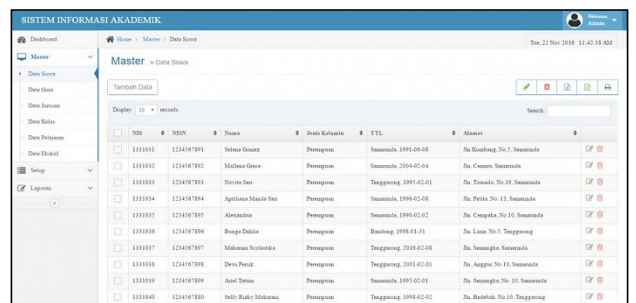 SISTEM INFORMASI AKADEMIK
Admin
Dashboard
Home > Master > Data Siswa
Tue, 22 Nov 2016 11:42:38 AM
Master
Master » Data Siswa
Data Siswa
Data Guru
Tambah Data
Data Jurusan
Data Kelas
Display 10 records
Search:
Data Pelajaran
Data Ekskul
NIS NISN Nama Jenis Kelamin TTL Alamat
Setup
Laporan
1331031 1234567891 Selena Gomez Perempuan Samarinda, 1991-06-08 Jln Kumbang, No.5, Samarinda
1331032 1234567892 Grace Perempuan Samarinda, 2004-02-04 Jln. Cemara, Samarinda
1331033 1234567893 Novita Sari Perempuan Tenggarong, 1995-02-01 Jln. Tornado, No.19, Samarinda
1331034 1234567894 Apriliana Manda Sari Perempuan Samarinda, 1996-02-08 Jln. Pelita, No. 13, Samarinda
1331035 1234567895 Alexandria Perempuan Samarinda, 1999-02-02 Jln. Cempaka, No.10, Samarinda
1331036 1234567896 Bunga Dahlia Perempuan Bandung, 1998-01-31 Jln. Luna, No.5, Tenggarong
1331037 1234567897 Maharani Scolastika Perempuan Tenggarong, 2016-02-08 Jln. Semangka, Samarinda
1331038 1234567898 Dewi Persik Perempuan Tenggarong, 2001-02-01 Jln. Anggur, No.10, Samarinda
1331039 1234567899 Ariel Tatum Perempuan Samarinda, 1995-02-01 Jln. Semangka, No. 10, Samarinda
1331040 1234567880 Selly Rizky Maharani Perempuan Tenggarong, 1998-02-02 Jln. No.10, Tenggarong